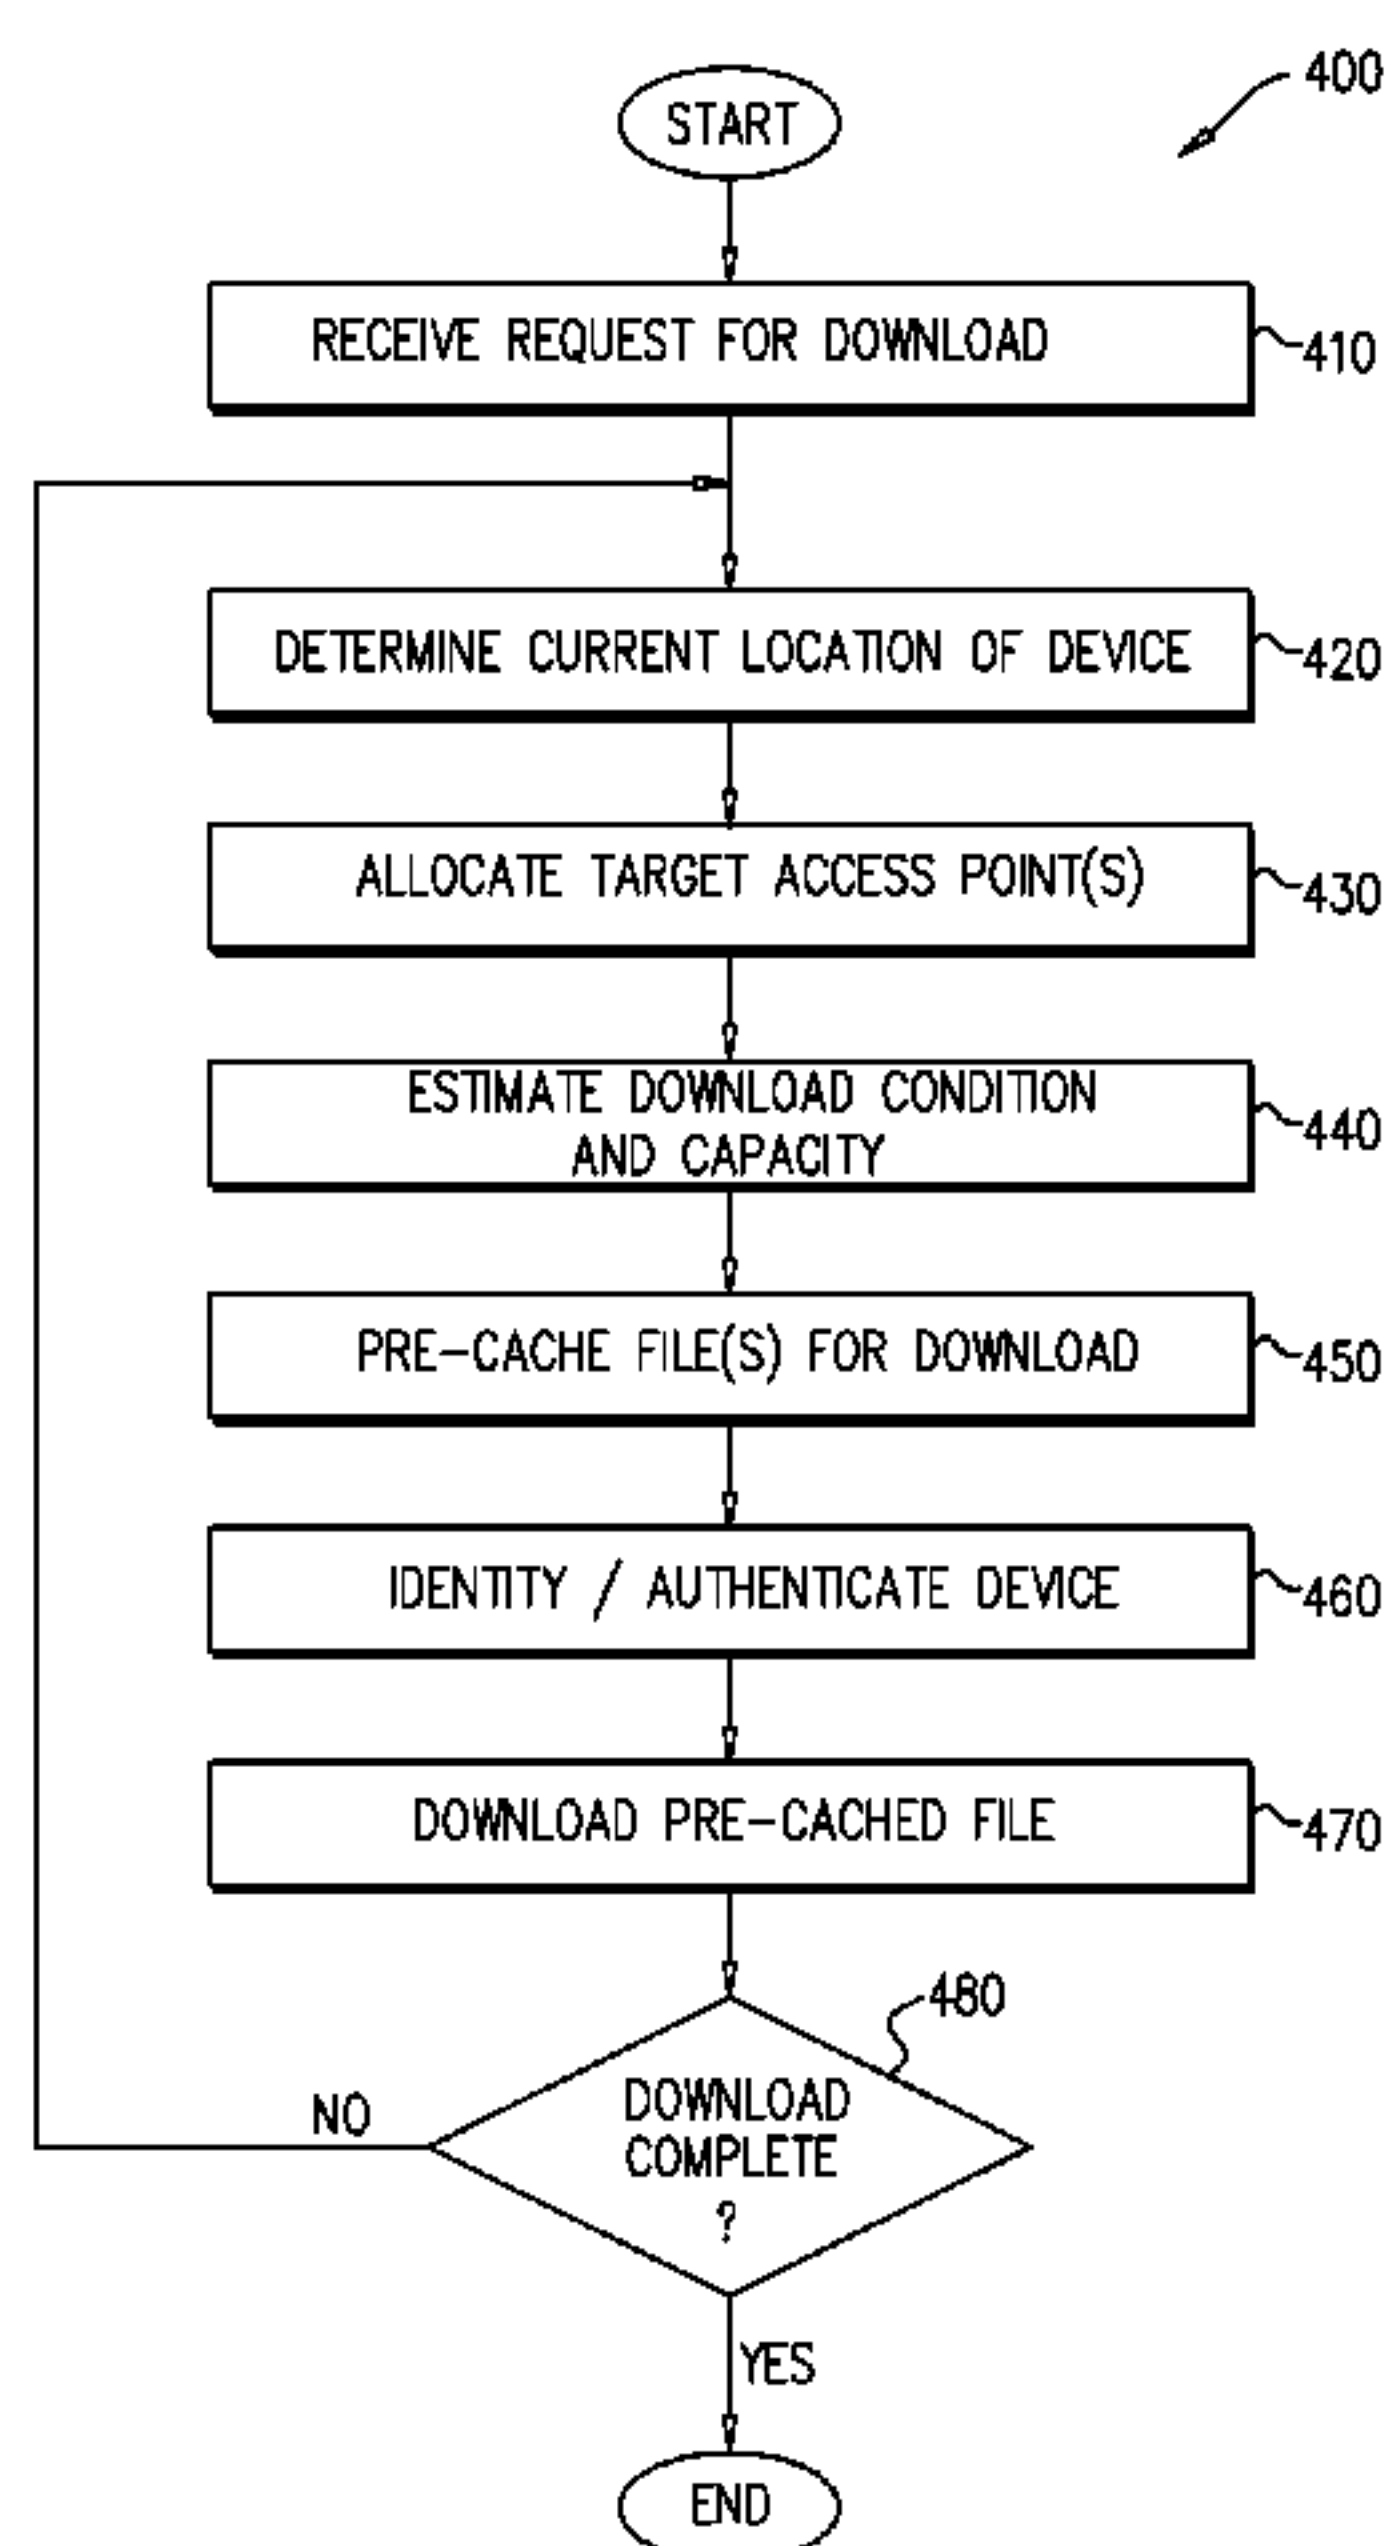 400
START
RECEIVE REQUEST FOR DOWNLOAD
410
DETERMINE CURRENT LOCATION OF DEVICE
420
ALLOCATE TARGET ACCESS POINT(S)
430
ESTIMATE DOWNLOAD CONDITION
AND CAPACITY
440
PRE-CACHE FILE(S) FOR DOWNLOAD
450
IDENTITY / AUTHENTICATE DEVICE
460
DOWNLOAD PRE-CACHED FILE
470
480
DOWNLOAD
COMPLETE
?
NO
YES
END